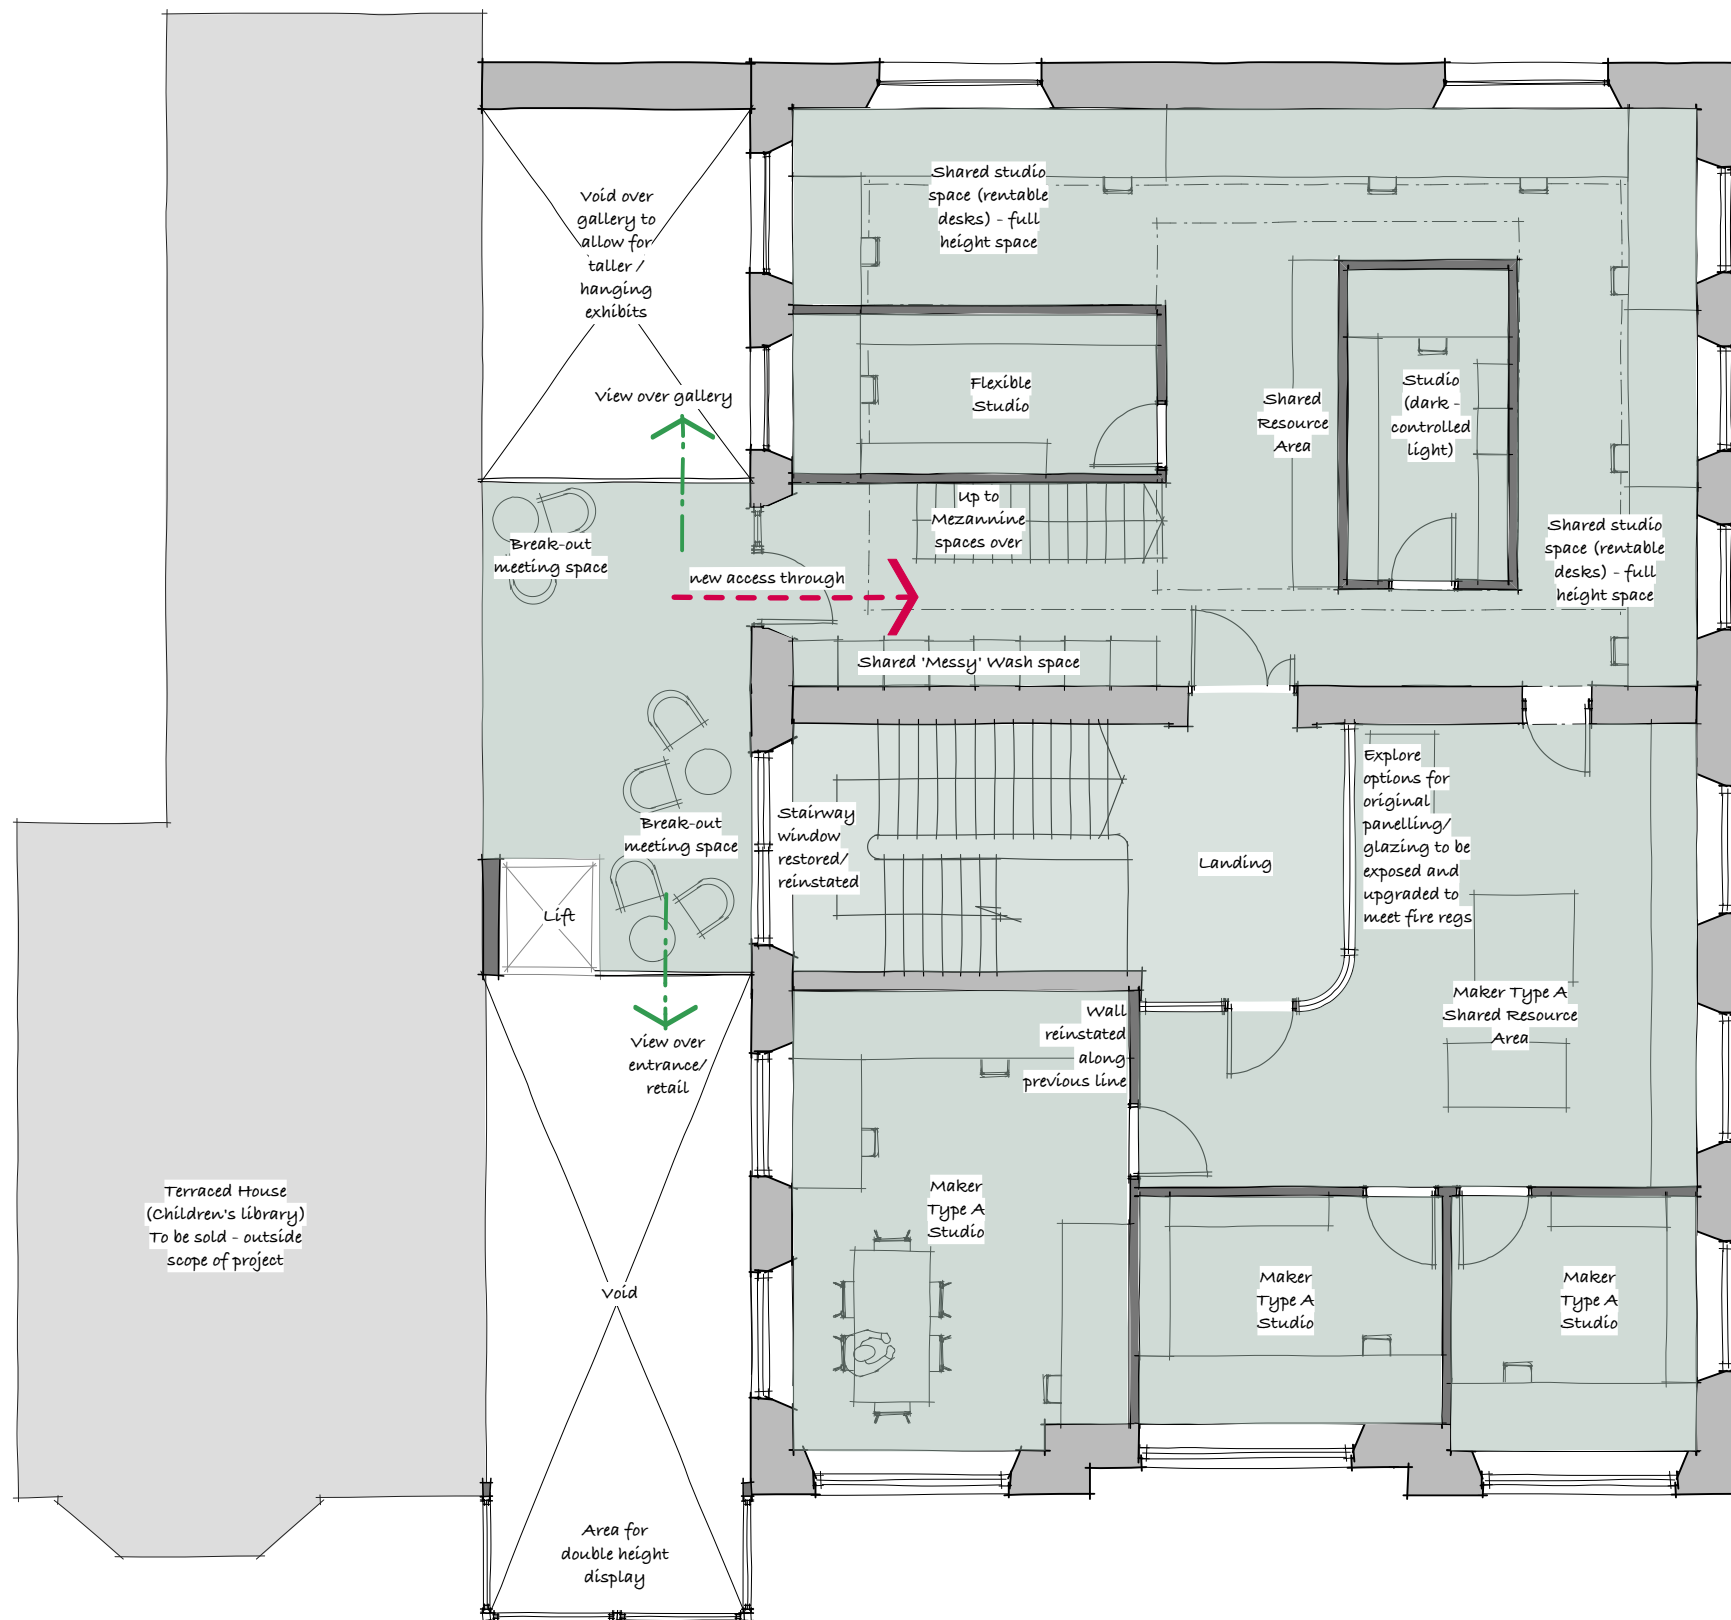 Shared studio
space (rentable
desks) - full
height space
Void over
gallery to
allow for
taller /
hanging
exhibits
View over gallery
Flexible
Studio
Shared
Resource
Area
Studio
(dark -
controlled
light)
Up to
Mezannine
spaces over
Break-out
meeting space
new access through
Shared studio
space (rentable
desks) - full
height space
Shared 'Messy' Wash space
Explore
options for
original
panelling/
glazing to be
exposed and
upgraded to
meet fire regs
Stairway
window
restored/
reinstated
Break-out
meeting space
Landing
Lift
Maker Type A
Shared Resource
Area
Wall
reinstated
along
previous line
View over
entrance/
retail
Terraced House
(Children's library)
To be sold - outside
scope of project
Maker
Type A
Studio
Void
Maker
Type A
Studio
Maker
Type A
Studio
Area for
double height
display